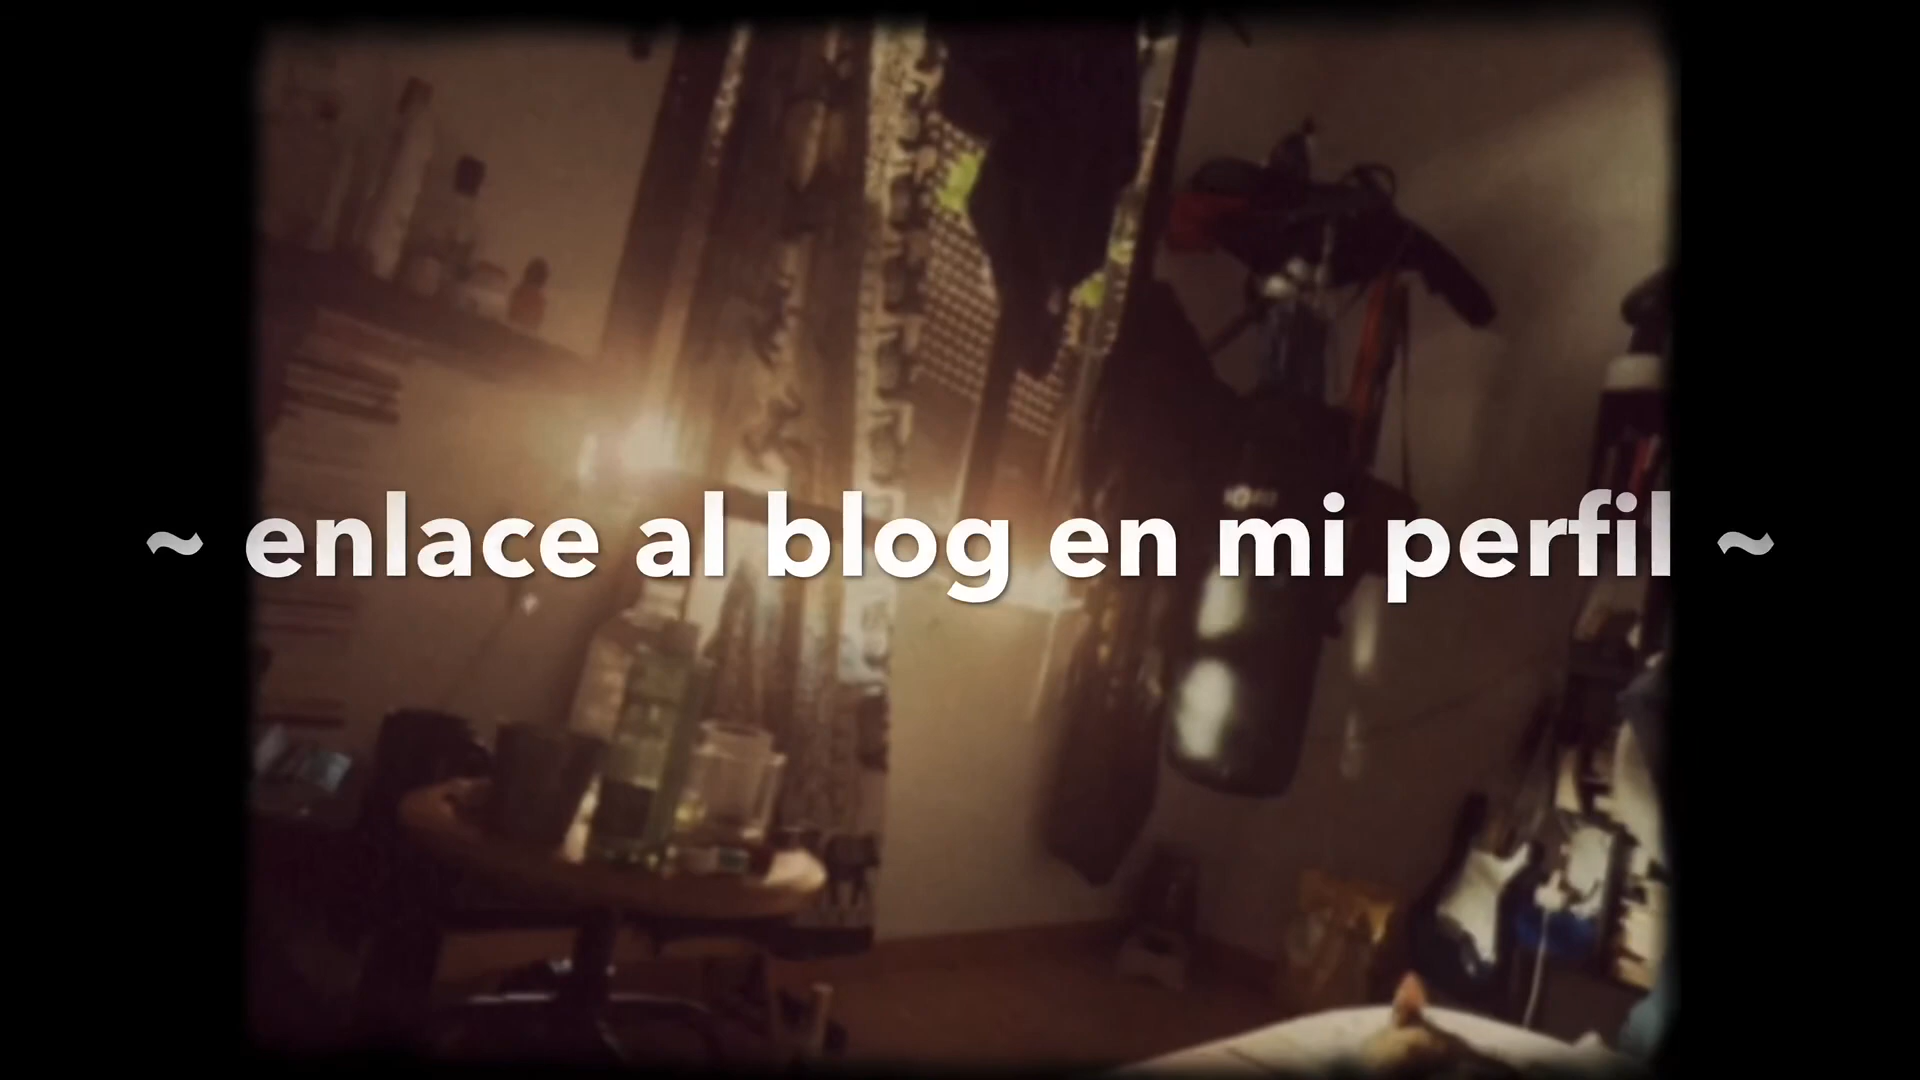 ~ enlace al blog en mi perfil ~